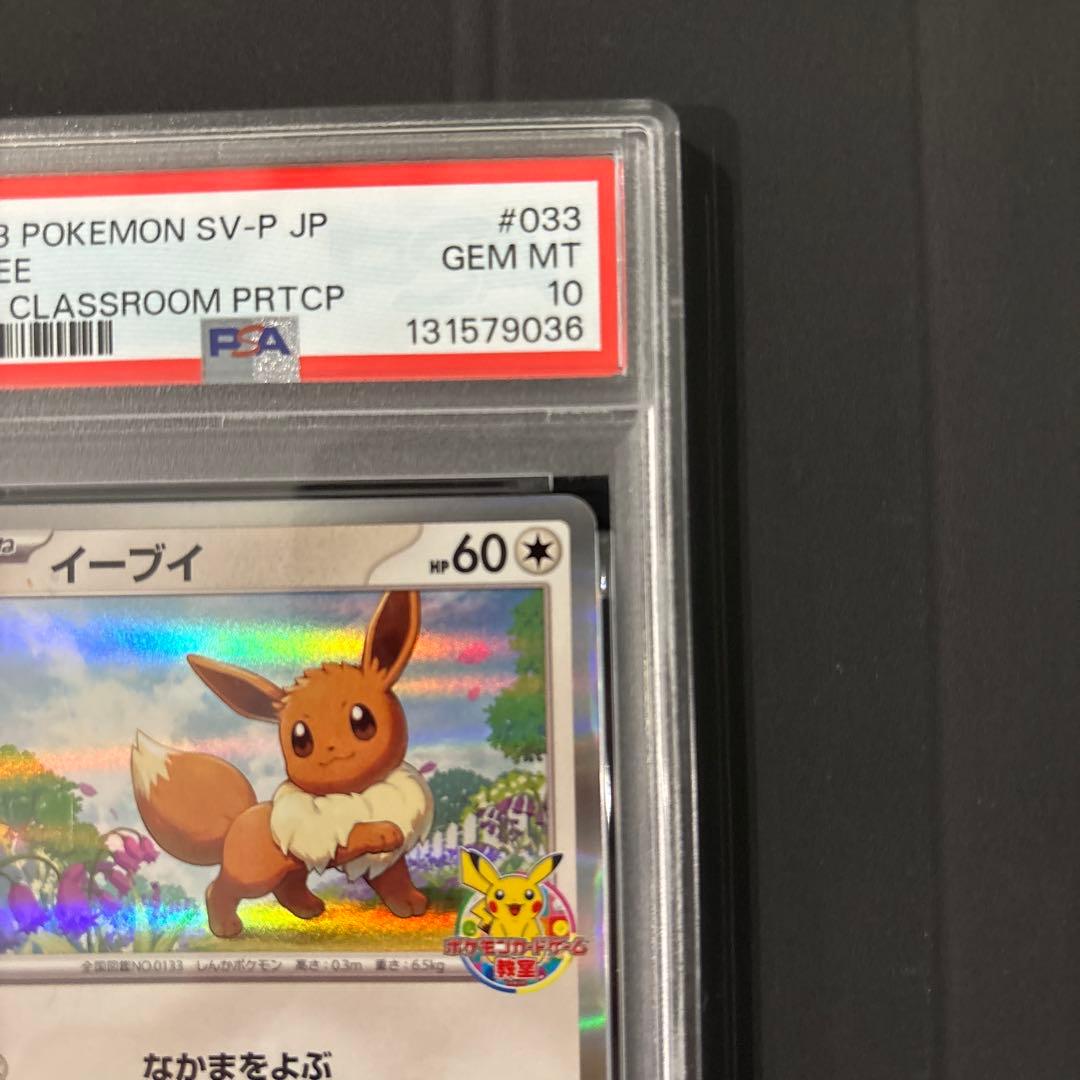 3 POKEMON SV-P JP #033
EE GEM MT
CLASSROOM PRTCP 10
PSA 131579036
ね イーブイ HP60
ポケモンカードゲーム
教室
全国図鑑NO.0133 しんかポケモン 高さ：0.3m 重さ：6.5kg
なかまをよぶ